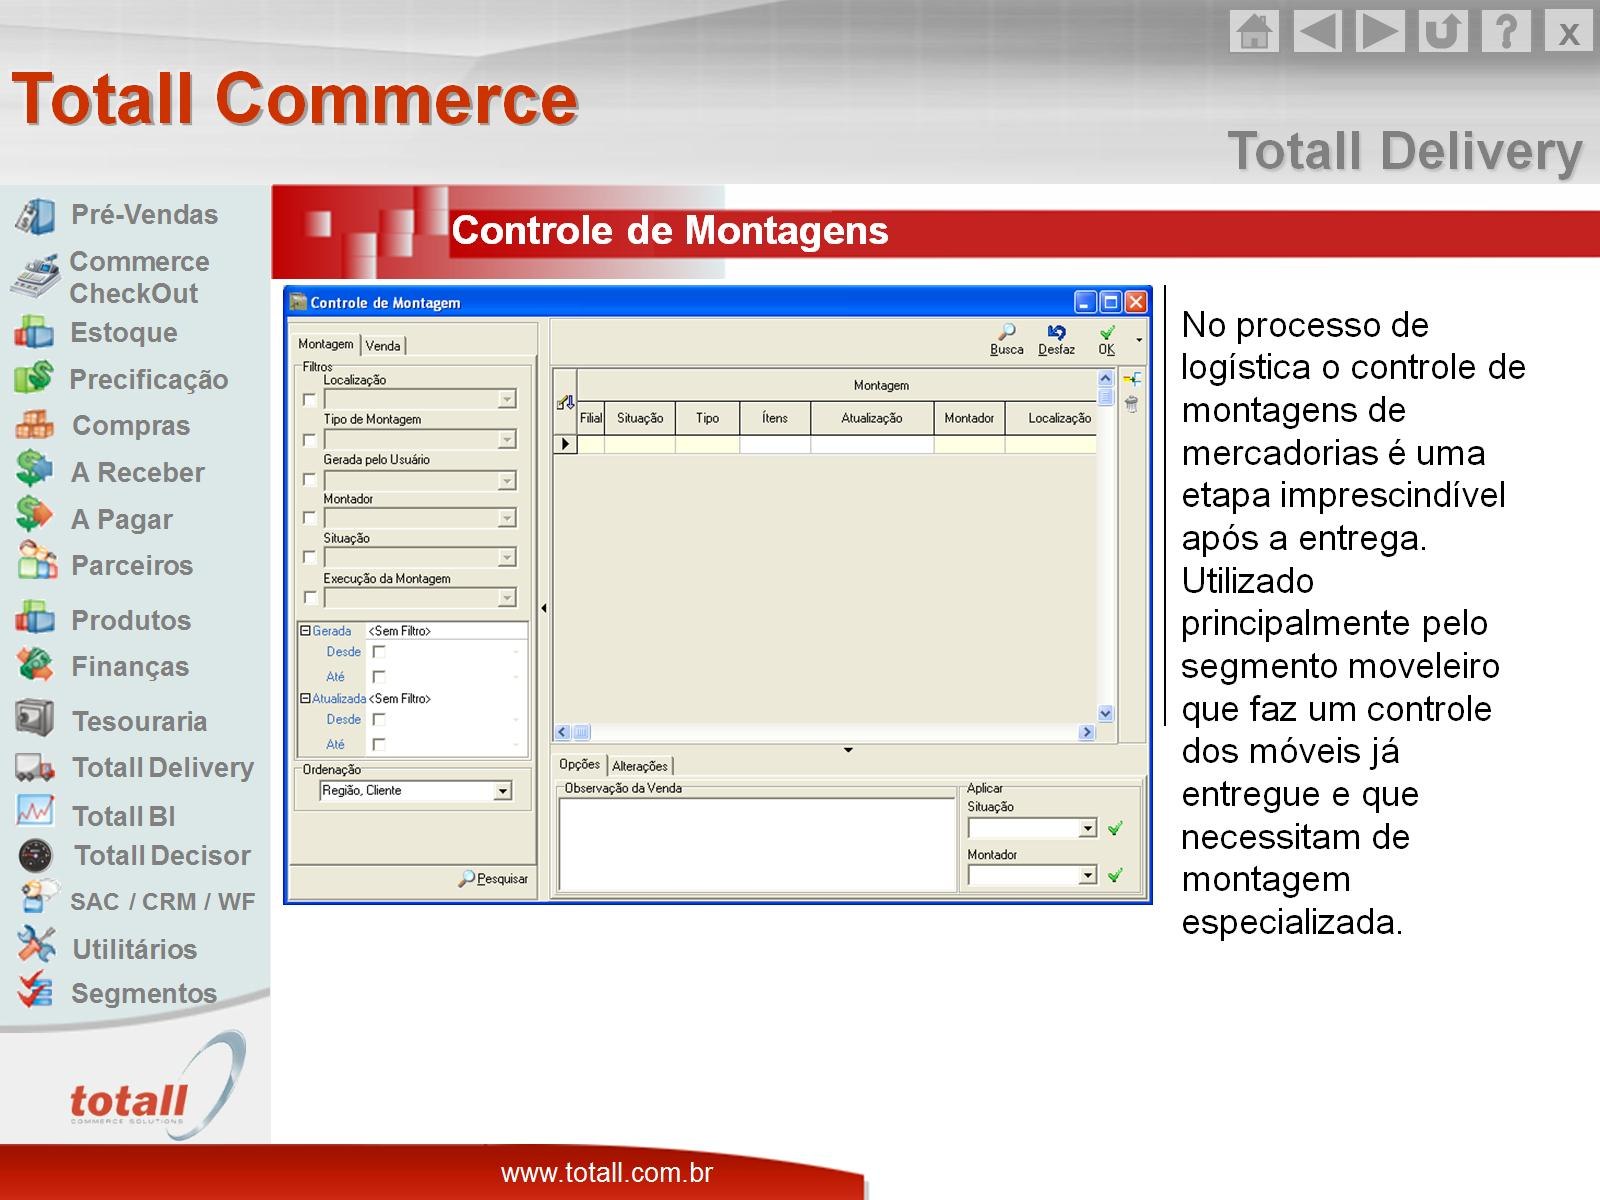 x
Totall Commerce
Totall Delivery
Pré-Vendas
Commerce
CheckOut
Estoque
Precificação
Compras
A Receber
A Pagar
Parceiros
Produtos
Finanças
Tesouraria
Totall Delivery
Totall BI
Totall Decisor
SAC / CRM / WF
Utilitários
Segmentos
totall
COMMERCE SOLUTIONS
Controle de Montagens
Controle de Montagem
Montagem Venda
Filtros
Localização
Tipo de Montagem
Gerada pelo Usuário
Montador
Situação
Execução da Montagem
Gerada <Sem Filtro>
Desde
Até
Atualizada <Sem Filtro>
Desde
Até
Ordenação
Região, Cliente
Pesquisar
Busca Desfaz OK
Montagem
Filial Situação Tipo Ítens Atualização Montador Localização
Opções Alterações
Observação da Venda
Aplicar
Situação
Montador
No processo de
logística o controle de
montagens de
mercadorias é uma
etapa imprescindível
após a entrega.
Utilizado
principalmente pelo
segmento moveleiro
que faz um controle
dos móveis já
entregue e que
necessitam de
montagem
especializada.
www.totall.com.br